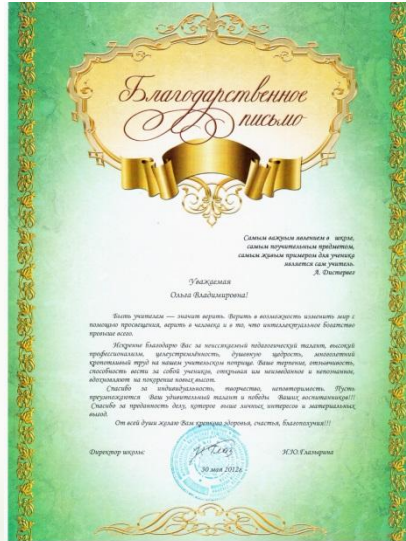 Благодарственное
письмо
Самым важным явлением в школе,
самым поучительным предметом,
самым живым примером для ученика
является сам учитель.
А. Дистервег
Уважаемая
Ольга Владимировна!
Быть учителем — значит верить. Верить в возможность изменить мир с
помощью просвещения, верить в человека и в то, что интеллектуальное богатство
превыше всего.
Искренне благодарю Вас за неиссякаемый педагогический талант, высокий
профессионализм, целеустремлённость, душевную щедрость, многолетний
кропотливый труд на нашем учительском поприще. Ваше терпение, отзывчивость,
способность вести за собой учеников, открывая им неизведанное и непознанное,
вдохновляют на покорение новых высот.
Спасибо за индивидуальность, творчество, неповторимость. Пусть
преумножаются Ваш удивительный талант и победы Ваших воспитанников!!!
Спасибо за преданность делу, которое выше личных интересов и материальных
выгод.
От всей души желаю Вам крепкого здоровья, счастья, благополучия!!!
Директор школы:
И.Ю.Глазырина
30 мая 2012г.